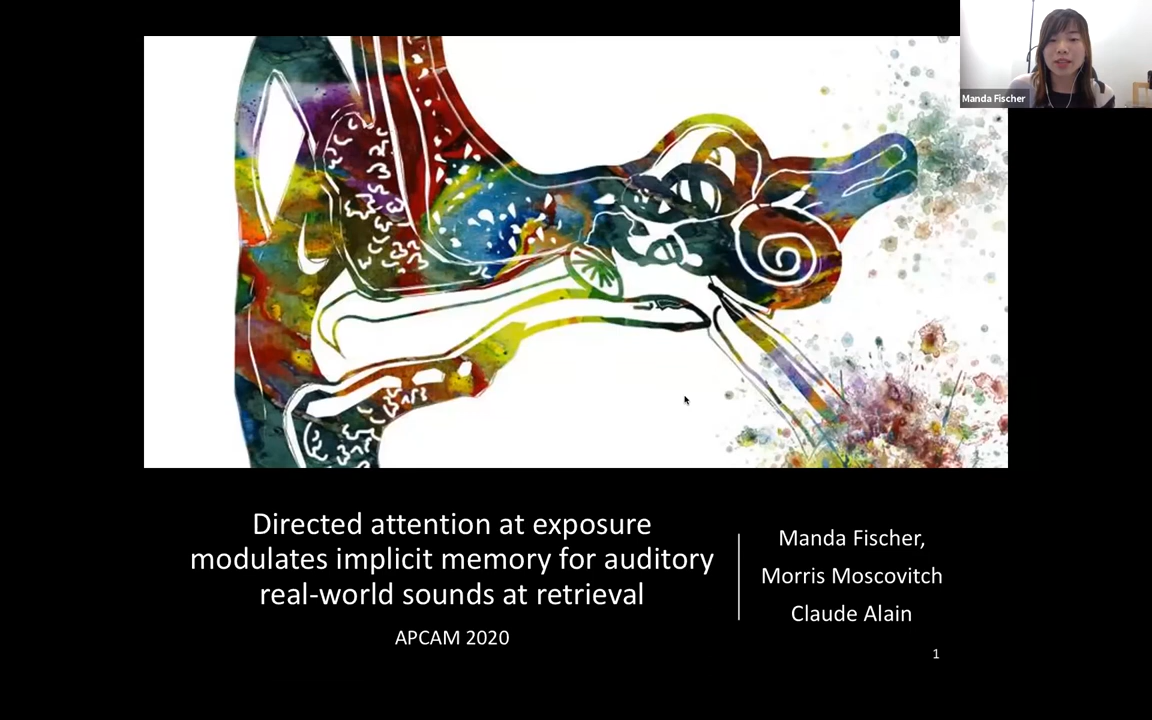 Manda Fischer
Directed attention at exposure
modulates implicit memory for auditory
real-world sounds at retrieval
APCAM 2020
Manda Fischer,
Morris Moscovitch
Claude Alain
1